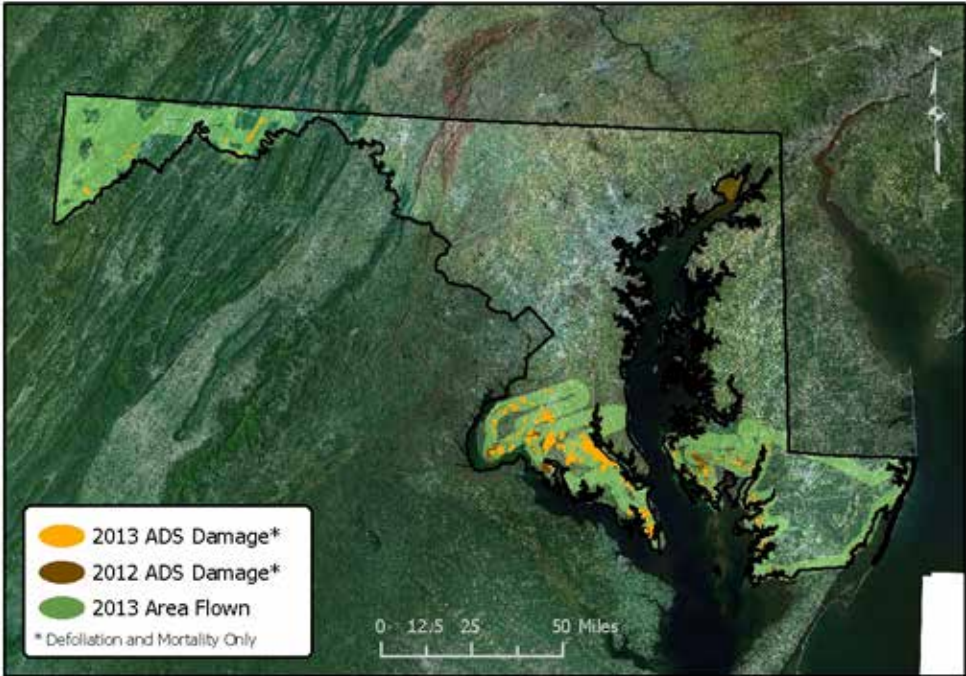 2013 ADS Damage*
2012 ADS Damage*
2013 Area Flown
* Defoliation and Mortality Only
0 12.5 25 50 Miles